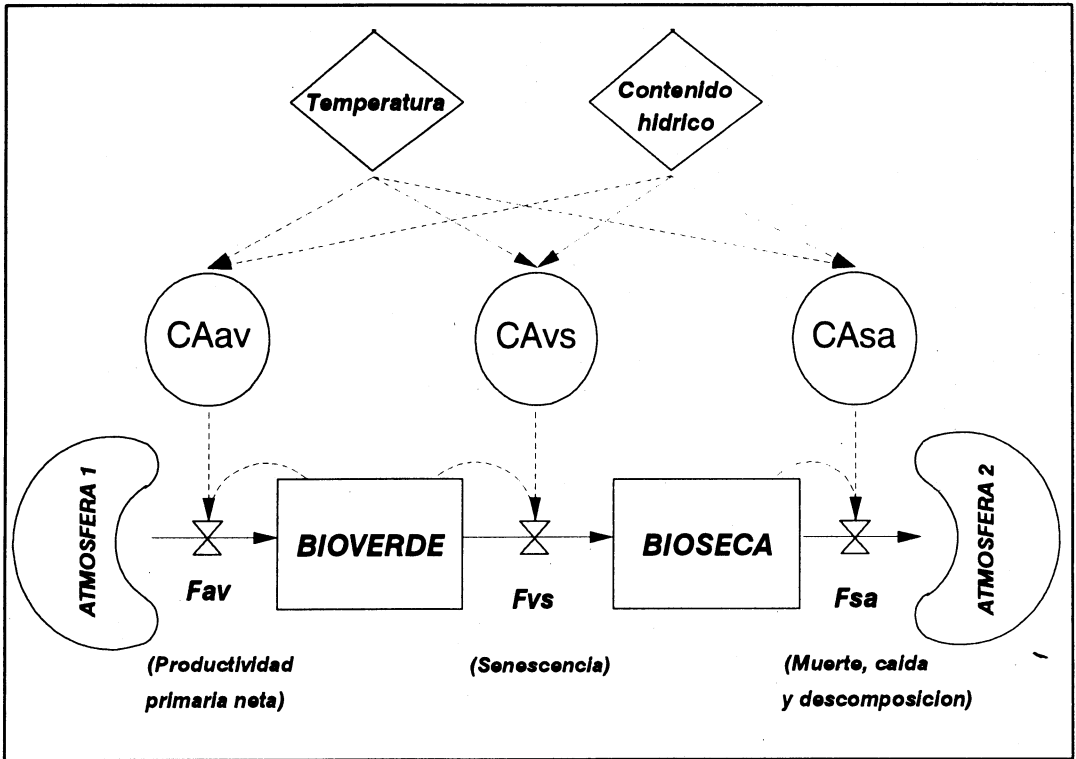 Temperatura
Contenido
hidrico
CAav
CAvs
CAsa
ATMOSFERA 1
BIOVERDE
BIOSECA
ATMOSFERA 2
Fav
Fvs
Fsa
(Productividad
primaria neta)
(Senescencia)
(Muerte, caida
y descomposicion)